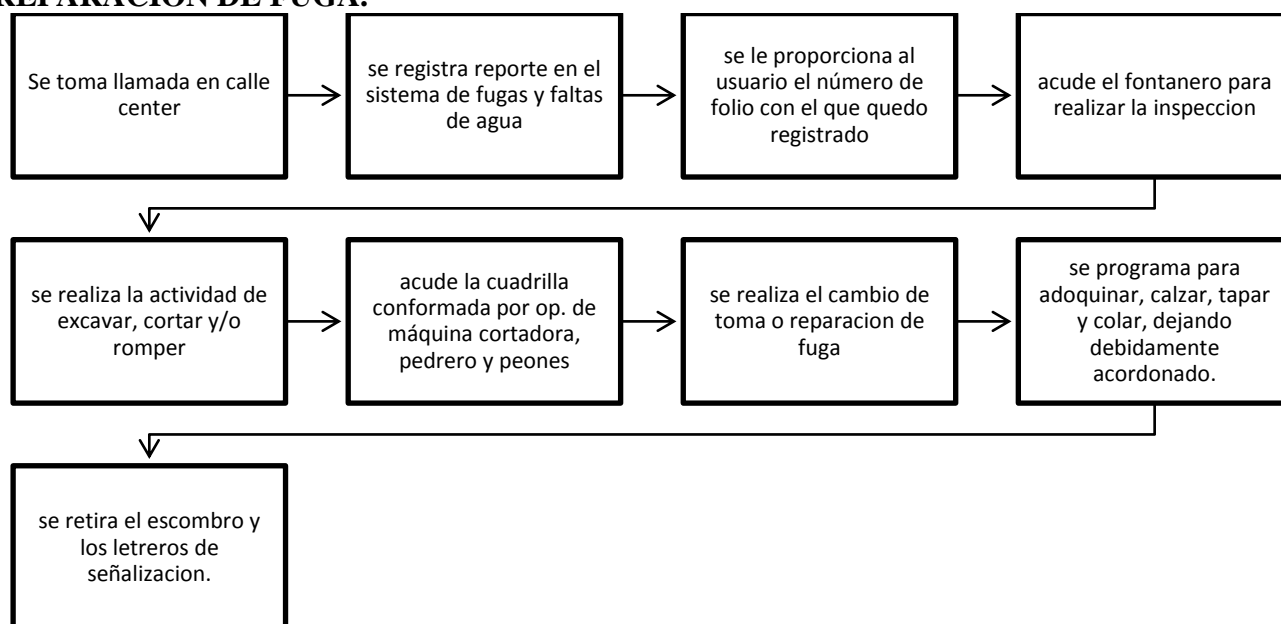 REPARACION DE FUGA.
Se toma llamada en calle
center
se registra reporte en el
sistema de fugas y faltas
de agua
se le proporciona al
usuario el número de
folio con el que quedo
registrado
acude el fontanero para
realizar la inspeccion
se realiza la actividad de
excavar, cortar y/o
romper
acude la cuadrilla
conformada por op. de
máquina cortadora,
pedrero y peones
se realiza el cambio de
toma o reparacion de
fuga
se programa para
adoquinar, calzar, tapar
y colar, dejando
debidamente
acordonado.
se retira el escombro y
los letreros de
señalizacion.